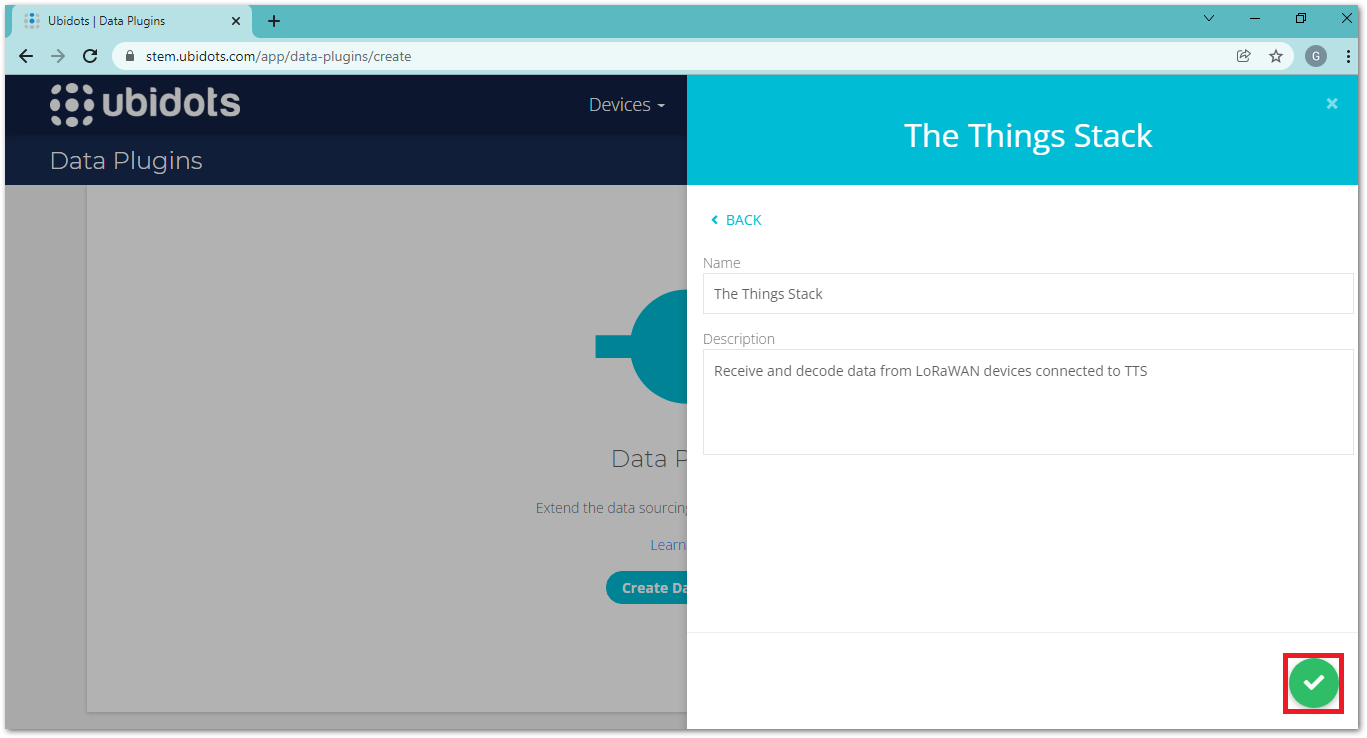 Ubidots | Data Plugins
stem.ubidots.com/app/data-plugins/create
G
ubidots
Devices
Data Plugins
The Things Stack
BACK
Name
The Things Stack
Description
Receive and decode data from LoRaWAN devices connected to TTS
Data P
Extend the data sourcing
Learn
Create Da